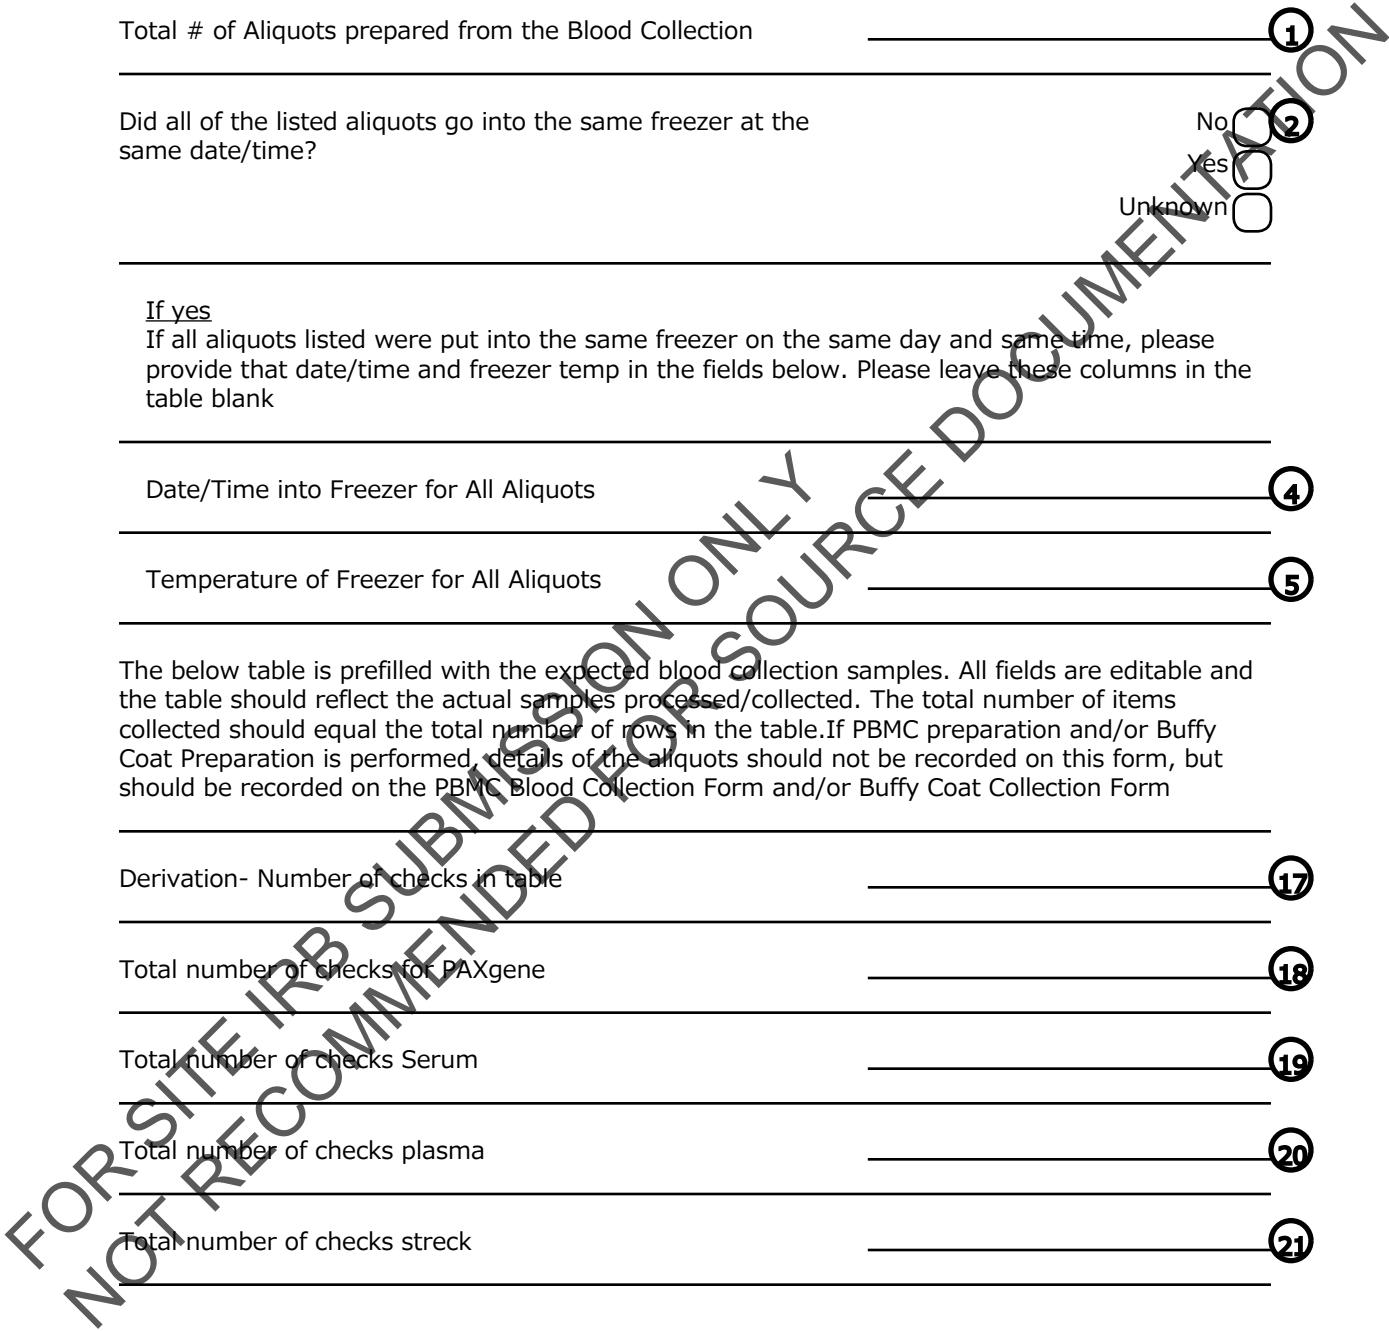 Total # of Aliquots prepared from the Blood Collection
1
Did all of the listed aliquots go into the same freezer at the
same date/time?
No
2
Yes
Unknown
If yes
If all aliquots listed were put into the same freezer on the same day and same time, please
provide that date/time and freezer temp in the fields below. Please leave these columns in the
table blank
Date/Time into Freezer for All Aliquots
4
Temperature of Freezer for All Aliquots
5
The below table is prefilled with the expected blood collection samples. All fields are editable and
the table should reflect the actual samples processed/collected. The total number of items
collected should equal the total number of rows in the table.If PBMC preparation and/or Buffy
Coat Preparation is performed, details of the aliquots should not be recorded on this form, but
should be recorded on the PBMC Blood Collection Form and/or Buffy Coat Collection Form
Derivation- Number of checks in table
17
Total number of checks for PAXgene
18
Total number of checks Serum
19
Total number of checks plasma
20
Total number of checks streck
21
FOR SITE IRB SUBMISSION ONLY
NOT RECOMMENDED FOR SOURCE DOCUMENTATION